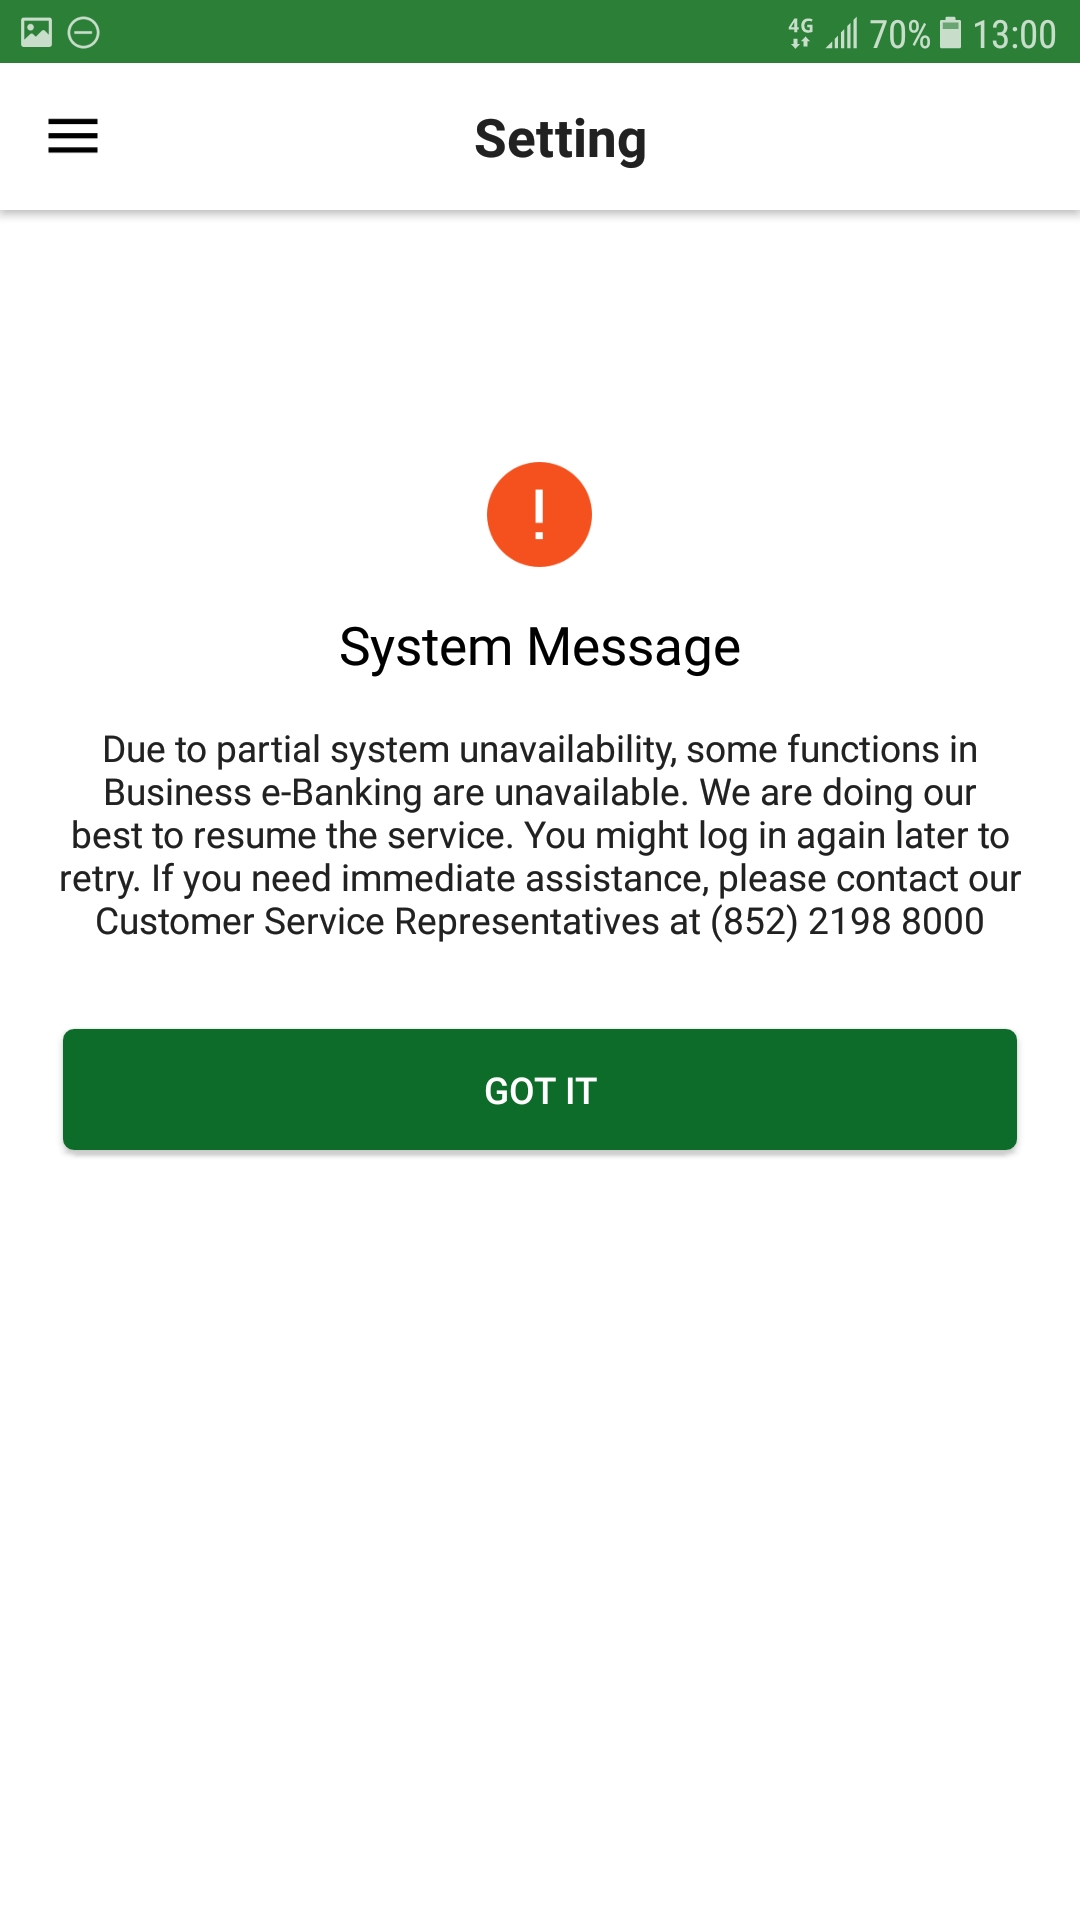 4G 70% 13:00
Setting
!
System Message
Due to partial system unavailability, some functions in
Business e-Banking are unavailable. We are doing our
best to resume the service. You might log in again later to
retry. If you need immediate assistance, please contact our
Customer Service Representatives at (852) 2198 8000
GOT IT